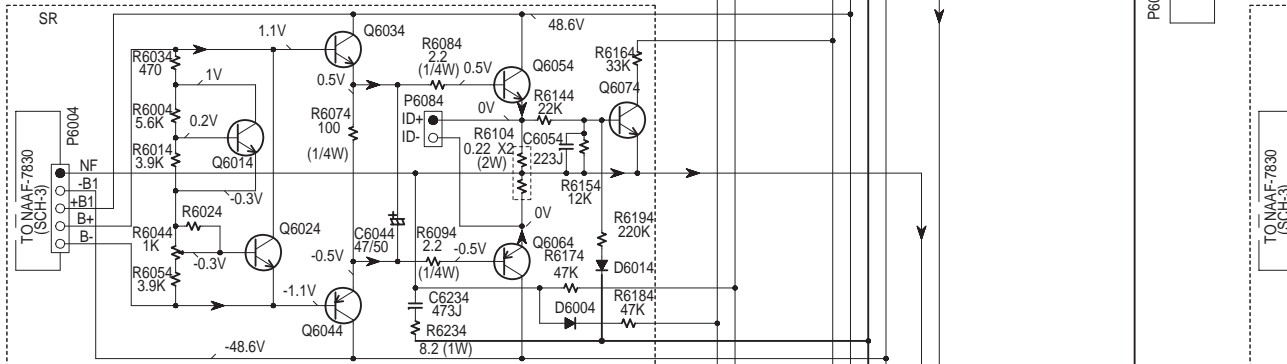 SR
48.6V
P60
1.1V
Q6034
R6084
2.2
(1/4W)
0.5V
Q6054
R6164
33K
R6034
470
1V
0.5V
P6084
R6144
22K
Q6074
P6004
R6004
5.6K
0.2V
R6074
100
(1/4W)
ID+
ID-
0V
R6104
0.22 X2
(2W)
C6054
223J
R6014
3.9K
Q6014
TO NAAF-7830
(SCH-3)
NF
-B1
+B1
B+
B-
-0.3V
R6154
12K
TO NAAF-7830
(SCH-3)
R6024
Q6024
0V
R6044
1K
-0.3V
C6044
47/50
R6094
2.2
(1/4W)
-0.5V
-0.5V
Q6064
R6194
220K
R6174
47K
D6014
R6054
3.9K
-1.1V
Q6044
C6234
473J
D6004
R6184
47K
R6234
8.2 (1W)
-48.6V